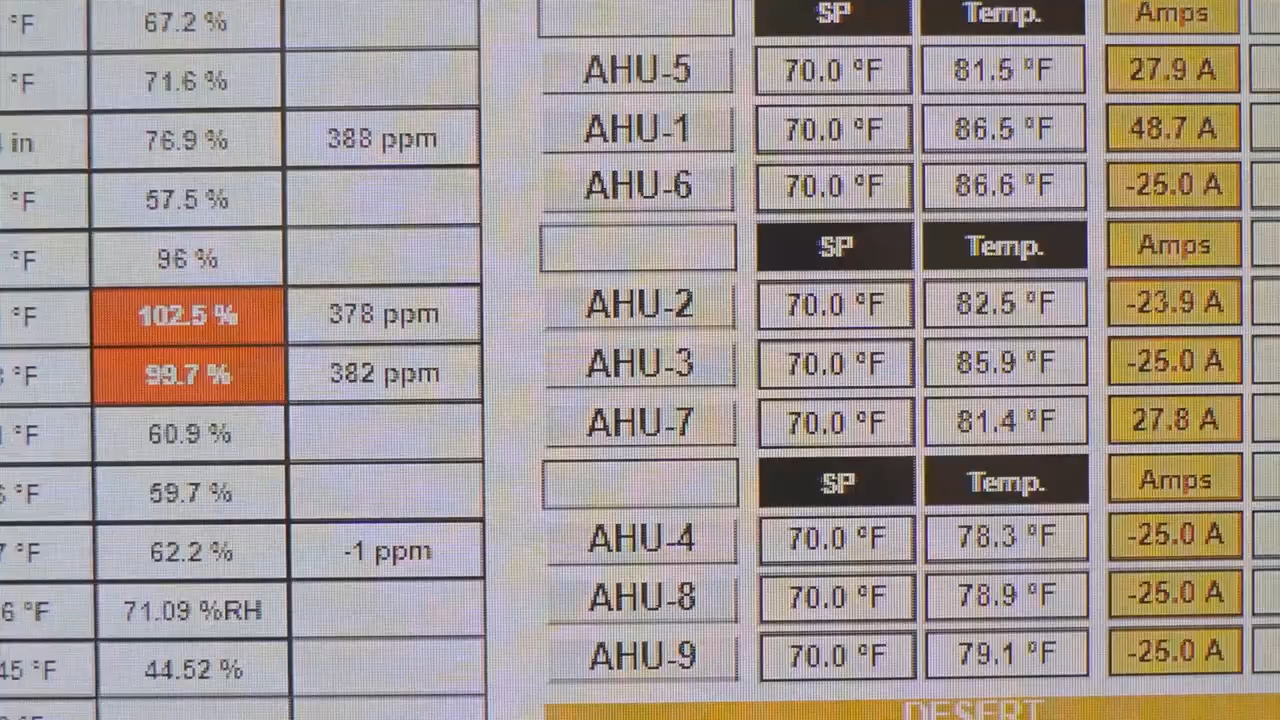 °F 67.2 %
°F 71.6 %
in 76.9 % 388 ppm
°F 57.5 %
°F 96 %
°F 102.5 % 378 ppm
°F 99.7 % 382 ppm
°F 60.9 %
°F 59.7 %
°F 62.2 % -1 ppm
6 °F 71.09 %RH
45 °F 44.52 %
SP Temp. Amps
AHU-5 70.0 °F 81.5 °F 27.9 A
AHU-1 70.0 °F 86.5 °F 48.7 A
AHU-6 70.0 °F 86.6 °F -25.0 A
SP Temp. Amps
AHU-2 70.0 °F 82.5 °F -23.9 A
AHU-3 70.0 °F 85.9 °F -25.0 A
AHU-7 70.0 °F 81.4 °F 27.8 A
SP Temp. Amps
AHU-4 70.0 °F 78.3 °F -25.0 A
AHU-8 70.0 °F 78.9 °F -25.0 A
AHU-9 70.0 °F 79.1 °F -25.0 A
DESERT